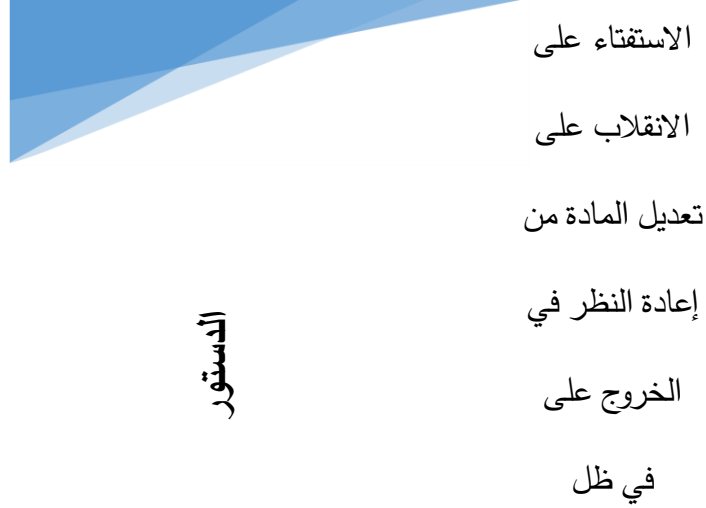 الاستفتاء على
الانقلاب على
تعديل المادة من
إعادة النظر في
الخروج على
في ظل
الدستور